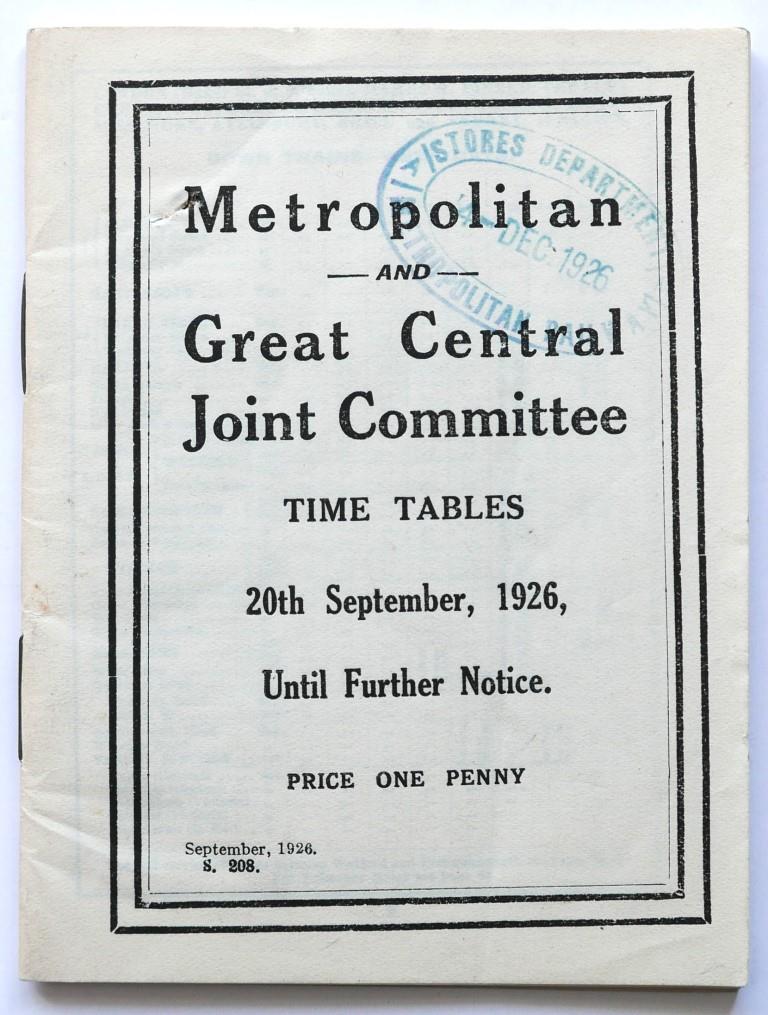 Metropolitan
AND
Great Central
Joint Committee
TIME TABLES
20th September, 1926,
Until Further Notice.
PRICE ONE PENNY
September, 1926.
S. 208.
STORES DEPARTMENT
DEC. 1926
METROPOLITAN RAILWAY